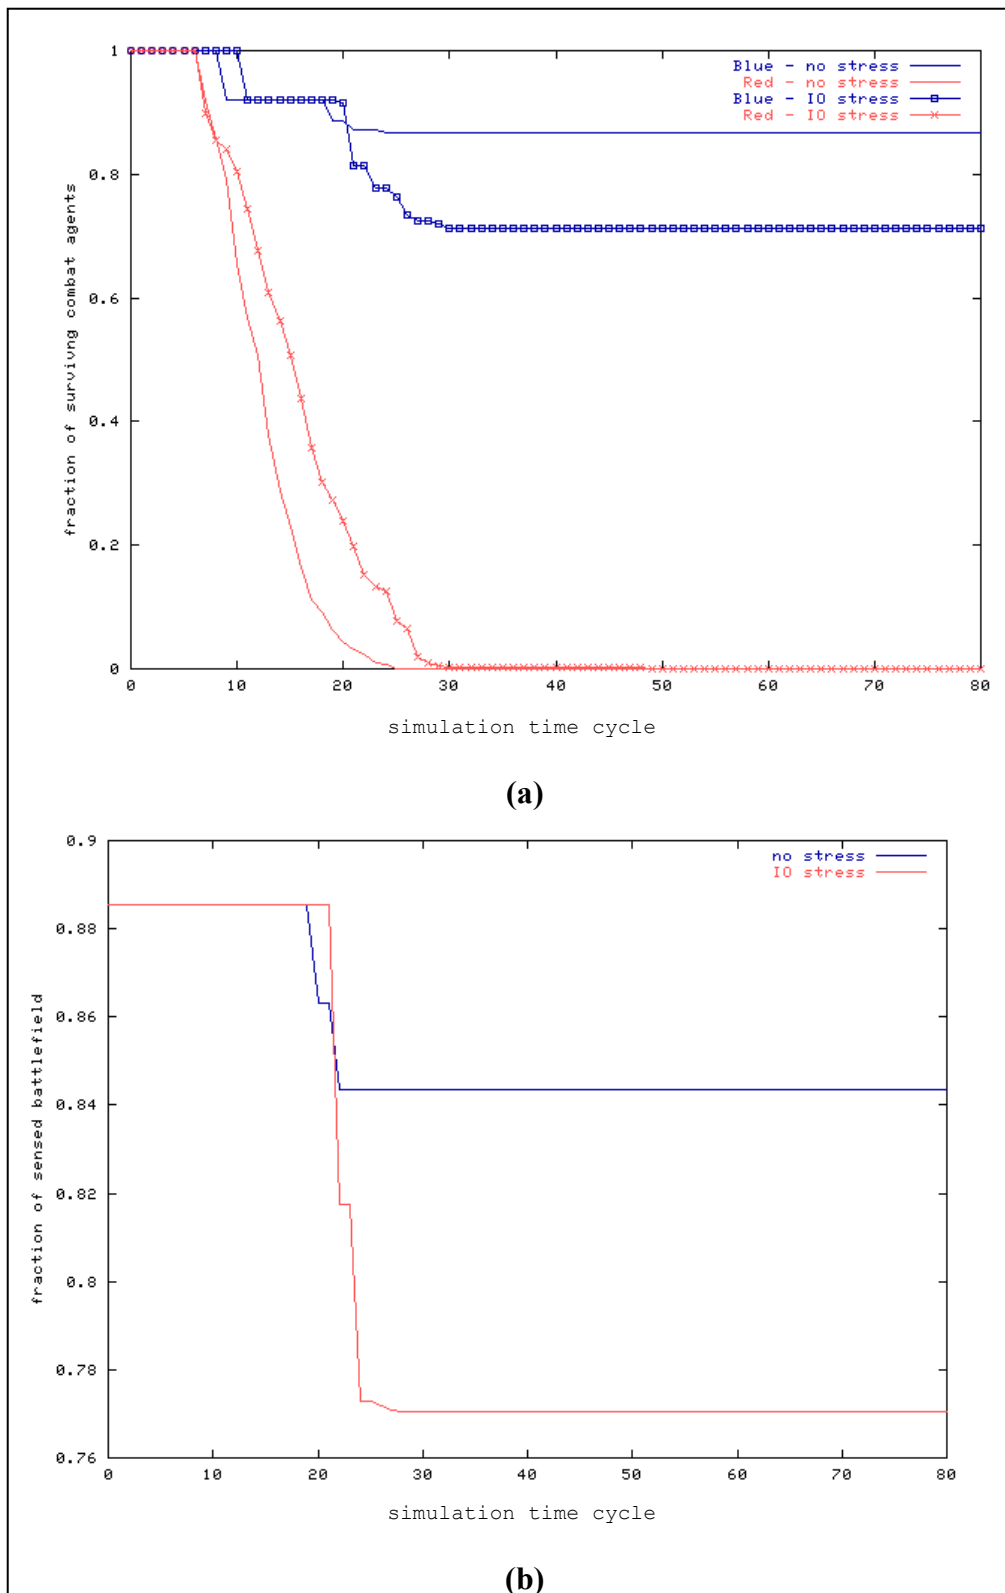 1
Blue - no stress
Red - no stress
Blue - IO stress
Red - IO stress
0.8
0.6
0.4
0.2
0
fraction of survivng combat agents
0 10 20 30 40 50 60 70 80
simulation time cycle
(a)
0.9
no stress
IO stress
0.88
0.86
0.84
0.82
0.8
0.78
0.76
fraction of sensed battlefield
0 10 20 30 40 50 60 70 80
simulation time cycle
(b)